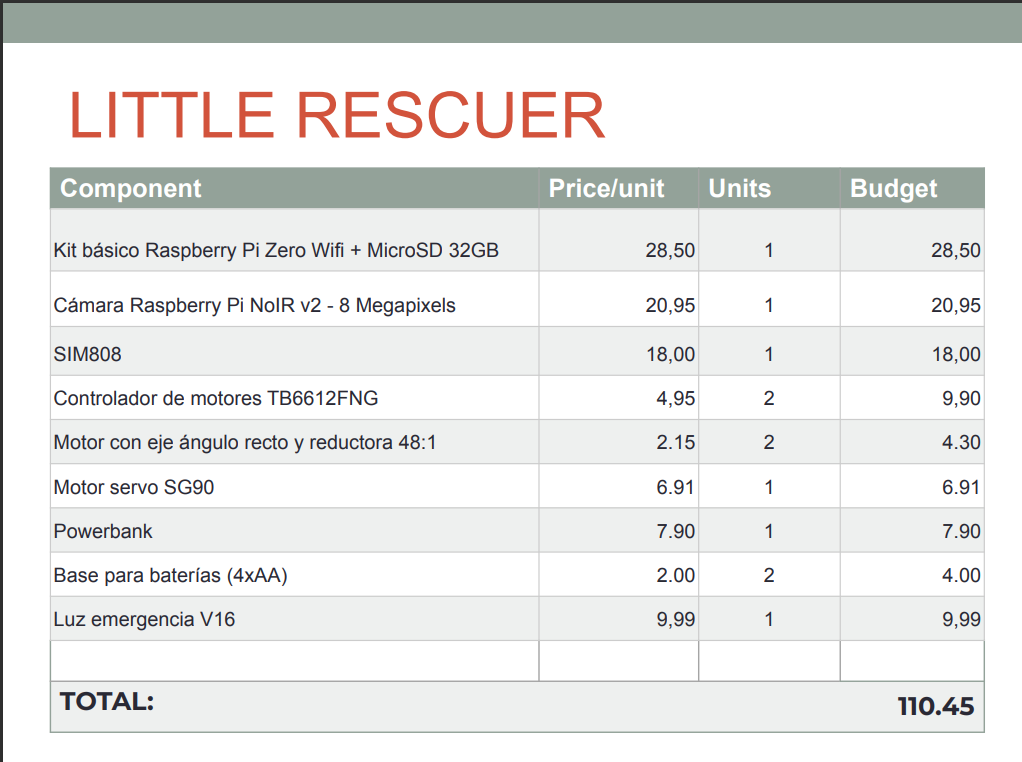 LITTLE RESCUER
Component Price/unit Units Budget
Kit básico Raspberry Pi Zero Wifi + MicroSD 32GB 28,50 1 28,50
Cámara Raspberry Pi NoIR v2 - 8 Megapixels 20,95 1 20,95
SIM808 18,00 1 18,00
Controlador de motores TB6612FNG 4,95 2 9,90
Motor con eje ángulo recto y reductora 48:1 2.15 2 4.30
Motor servo SG90 6.91 1 6.91
Powerbank 7.90 1 7.90
Base para baterías (4xAA) 2.00 2 4.00
Luz emergencia V16 9,99 1 9,99
TOTAL: 110.45